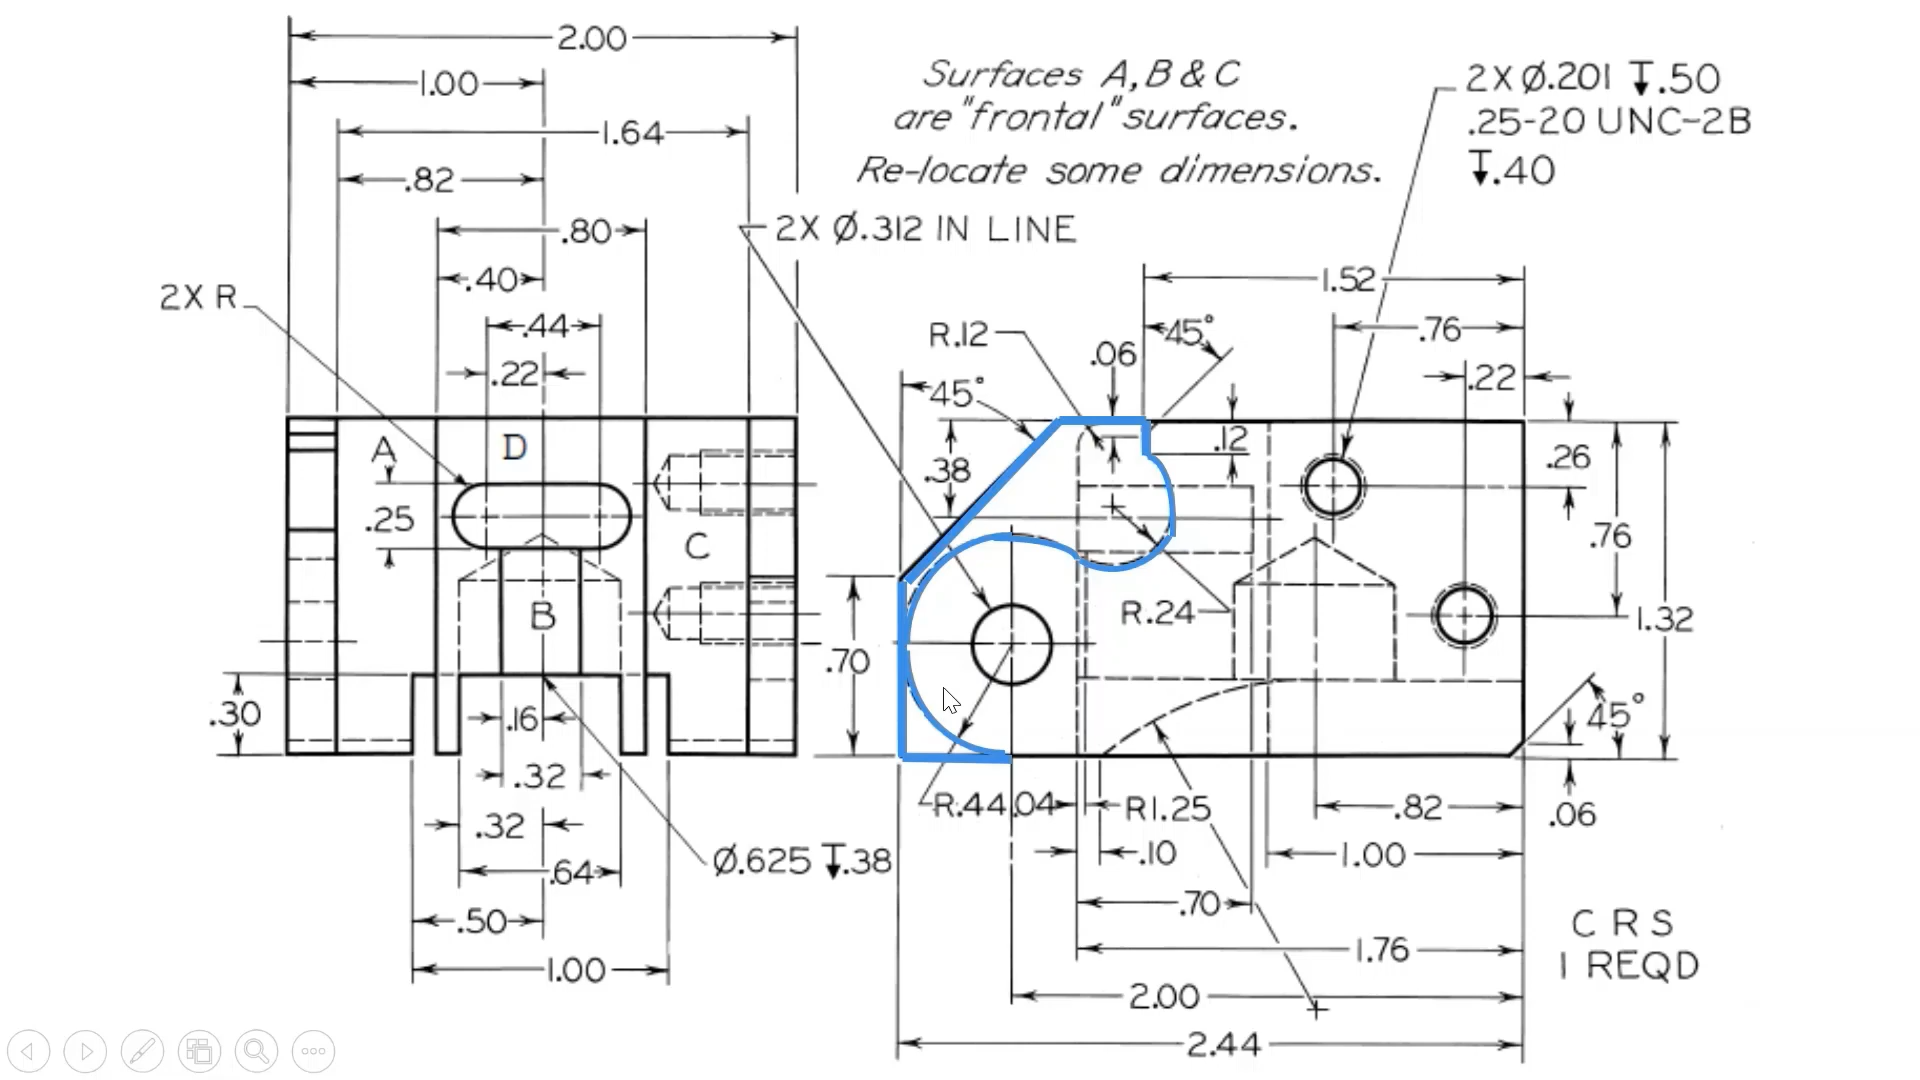 2.00
1.00
1.64
.82
.80
.40
2X R
.44
.22
A
D
.25
C
B
.30
.16
.32
.32
.64
.50
1.00
Ø.625 ↧.38
Surfaces A, B & C
are "frontal" surfaces.
Re-locate some dimensions.
2X Ø.312 IN LINE
2X Ø.201 ↧.50
.25-20 UNC-2B
↧.40
1.52
R.12
.06
45°
.76
.22
45°
.12
.26
.38
.76
R.24
1.32
.70
45°
R.44
.04
R1.25
.82
.06
.10
1.00
.70
1.76
2.00
2.44
C R S
1 REQD